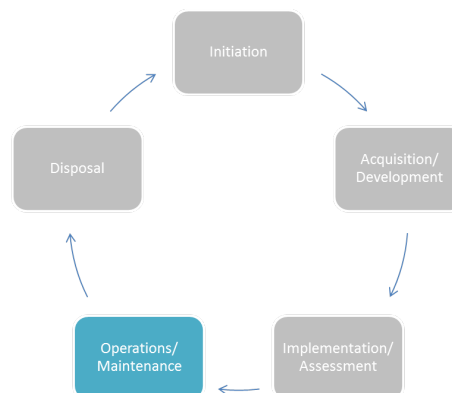 Initiation
Acquisition/
Development
Implementation/
Assessment
Operations/
Maintenance
Disposal